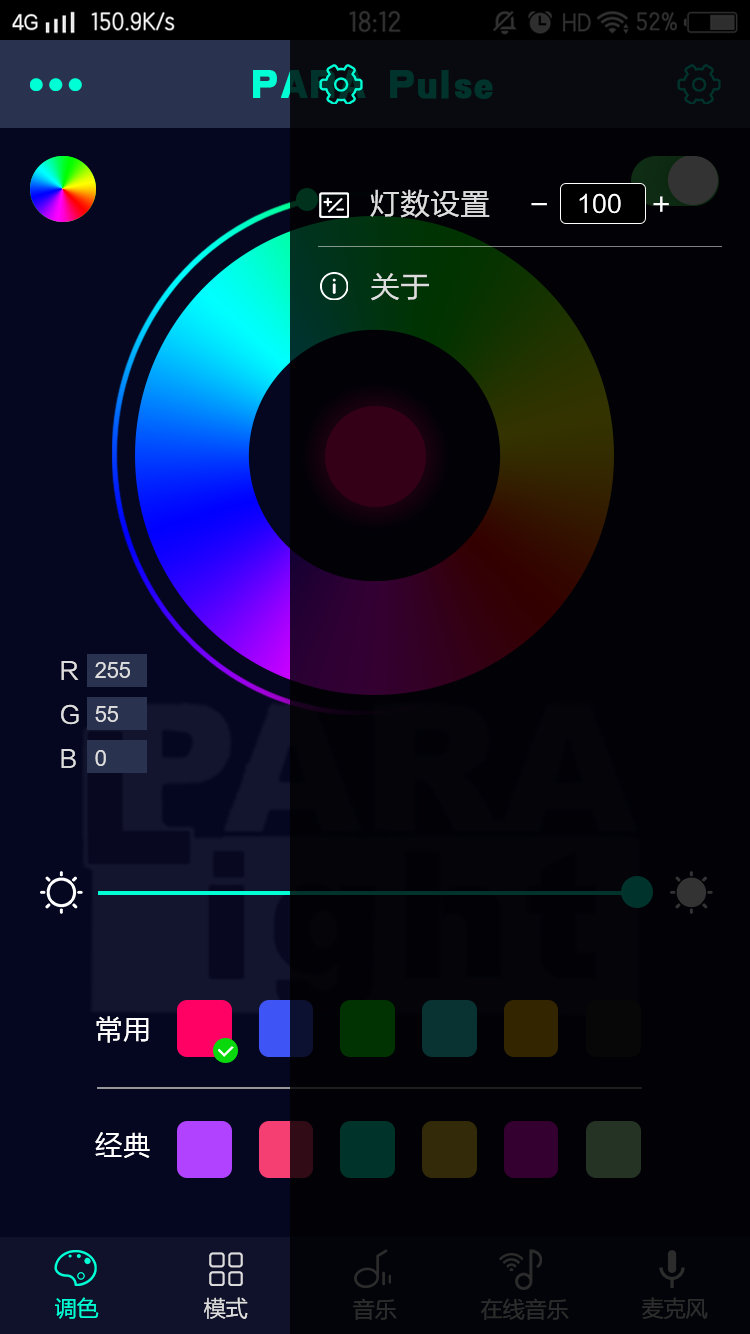 4G 150.9K/s 18:12 HD 52%
PARA Pulse
灯数设置 − 100 +
关于
R 255
G 55
B 0
PARA
Light
常用
经典
调色 模式 音乐 在线音乐 麦克风